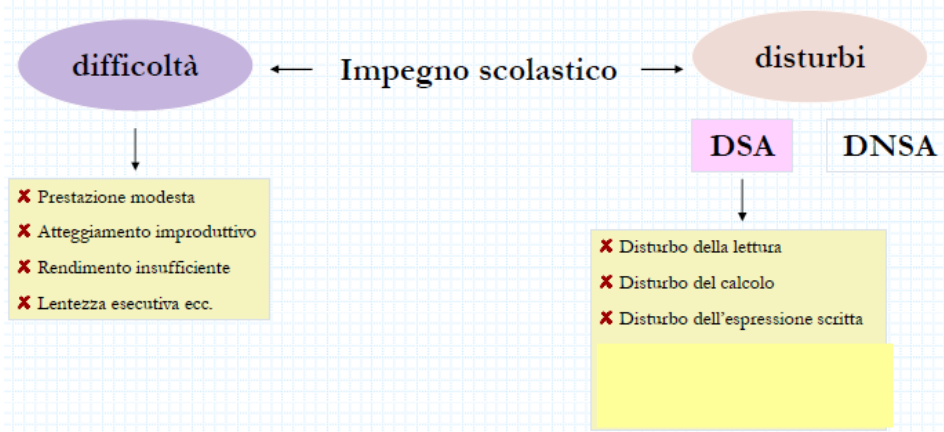 difficoltà
Impegno scolastico
disturbi
DSA
DNSA
✘ Prestazione modesta
✘ Atteggiamento improduttivo
✘ Rendimento insufficiente
✘ Lentezza esecutiva ecc.
✘ Disturbo della lettura
✘ Disturbo del calcolo
✘ Disturbo dell'espressione scritta